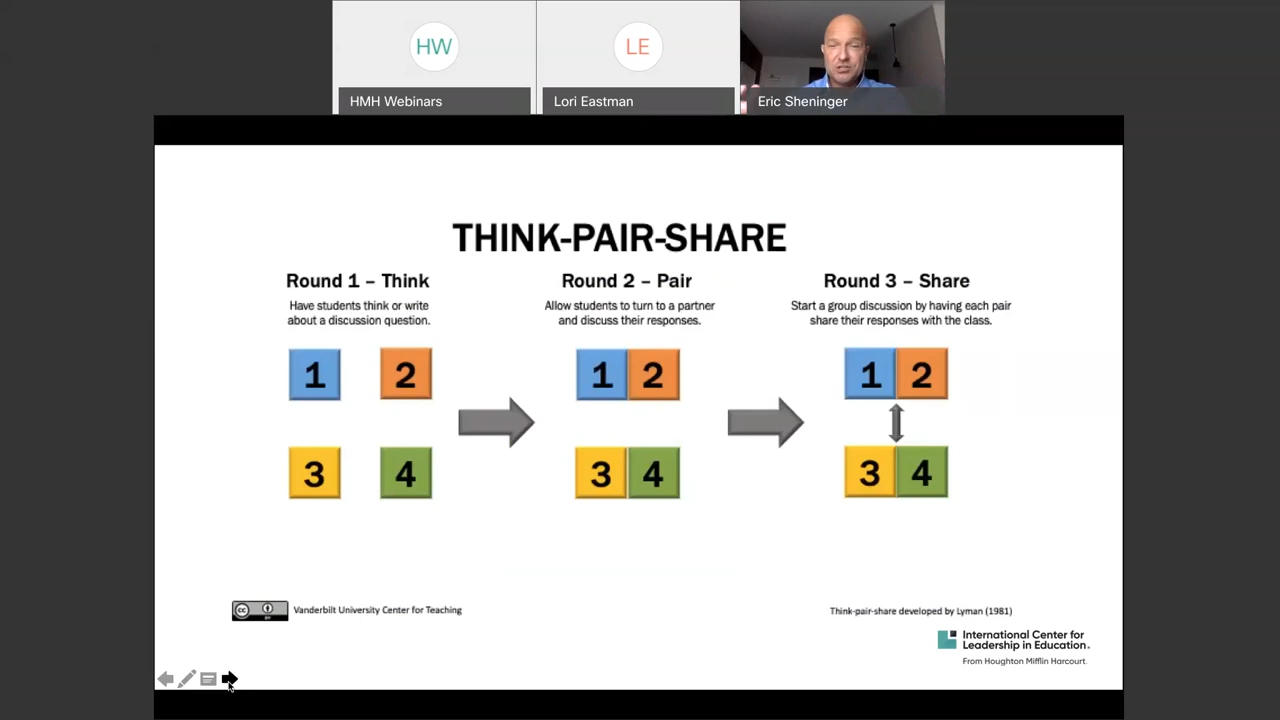 HW
LE
HMH Webinars
Lori Eastman
Eric Sheninger
THINK-PAIR-SHARE
Round 1 – Think
Have students think or write
about a discussion question.
Round 2 – Pair
Allow students to turn to a partner
and discuss their responses.
Round 3 – Share
Start a group discussion by having each pair
share their responses with the class.
1 2
3 4
1 2
3 4
1 2
3 4
cc
BY
Vanderbilt University Center for Teaching
Think-pair-share developed by Lyman (1981)
International Center for
Leadership in Education.
From Houghton Mifflin Harcourt.